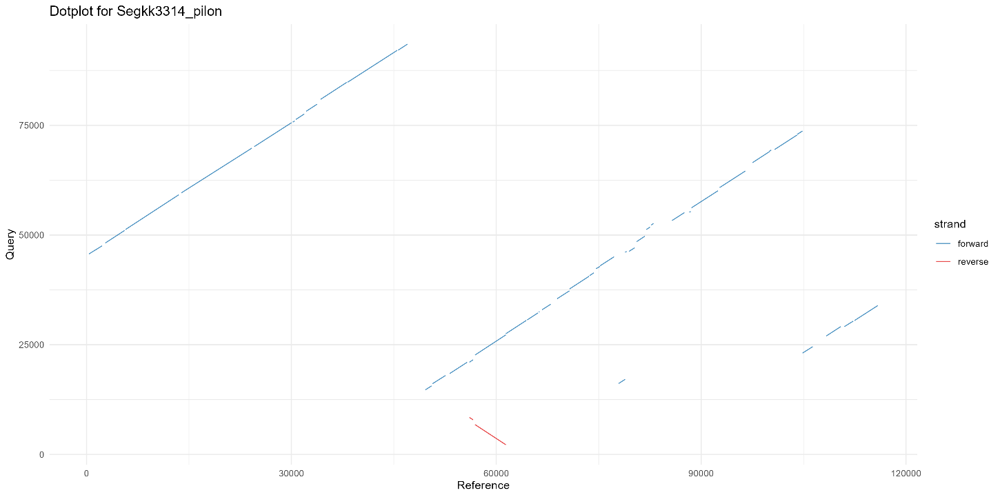 Dotplot for Segkk3314_pilon
Query
75000
50000
25000
0
0
30000
60000
90000
120000
Reference
strand
forward
reverse